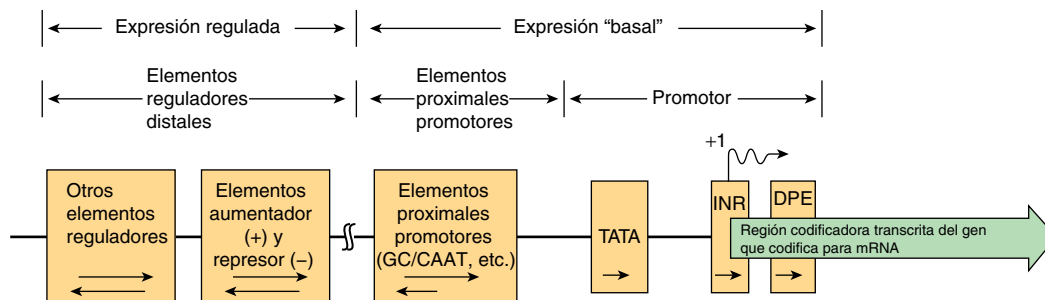 Expresión regulada
Expresión “basal”
Elementos
reguladores
distales
Elementos
proximales
promotores
Promotor
+1
Otros
elementos
reguladores
Elementos
aumentador
(+) y
represor (−)
Elementos
proximales
promotores
(GC/CAAT, etc.)
TATA
INR
DPE
Región codificadora transcrita del gen
que codifica para mRNA